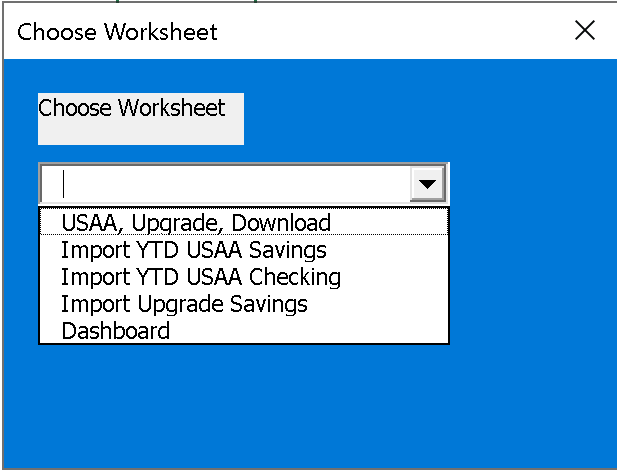 Choose Worksheet
Choose Worksheet
USAA, Upgrade, Download
Import YTD USAA Savings
Import YTD USAA Checking
Import Upgrade Savings
Dashboard